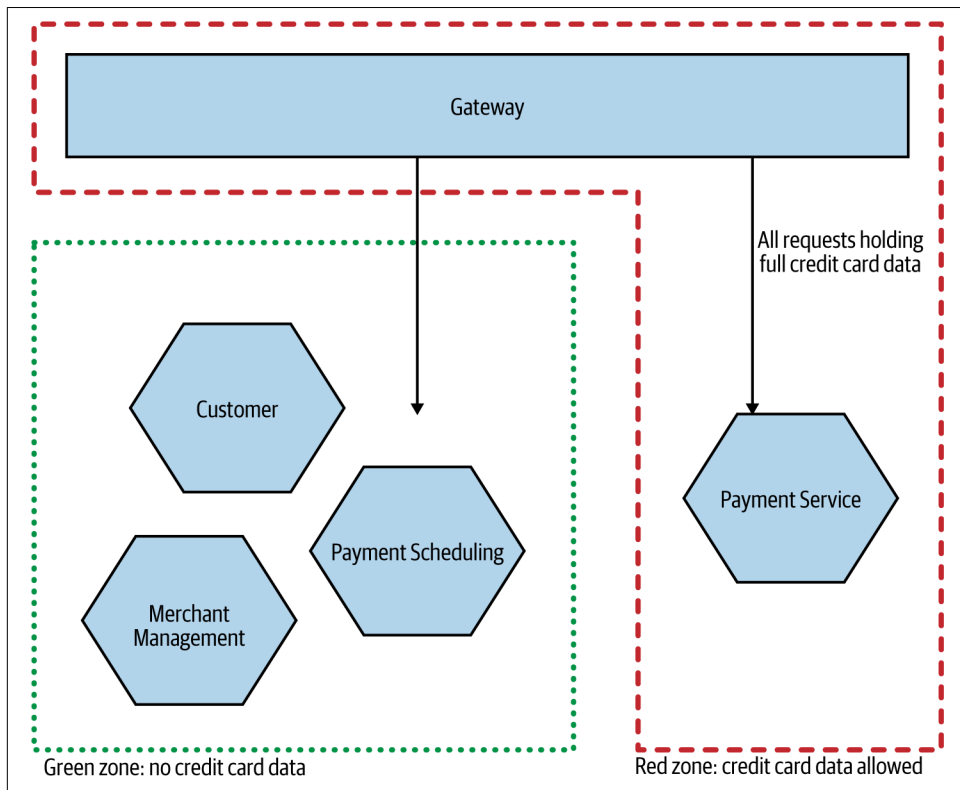 Gateway
All requests holding
full credit card data
Customer
Payment Scheduling
Payment Service
Merchant
Management
Green zone: no credit card data
Red zone: credit card data allowed